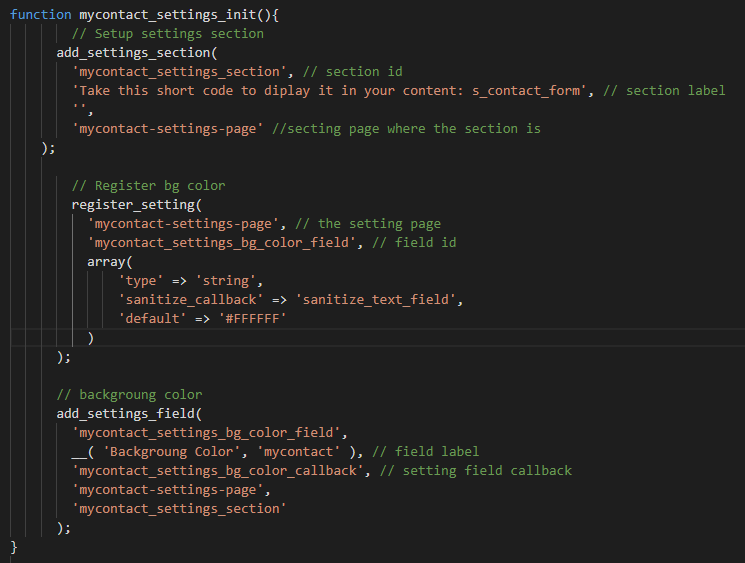 function mycontact_settings_init(){
// Setup settings section
add_settings_section(
'mycontact_settings_section', // section id
'Take this short code to diplay it in your content: s_contact_form', // section label
'',
'mycontact-settings-page' //secting page where the section is
);
// Register bg color
register_setting(
'mycontact-settings-page', // the setting page
'mycontact_settings_bg_color_field', // field id
array(
'type' => 'string',
'sanitize_callback' => 'sanitize_text_field',
'default' => '#FFFFFF'
)
);
// backgroung color
add_settings_field(
'mycontact_settings_bg_color_field',
__( 'Backgroung Color', 'mycontact' ), // field label
'mycontact_settings_bg_color_callback', // setting field callback
'mycontact-settings-page',
'mycontact_settings_section'
);
}